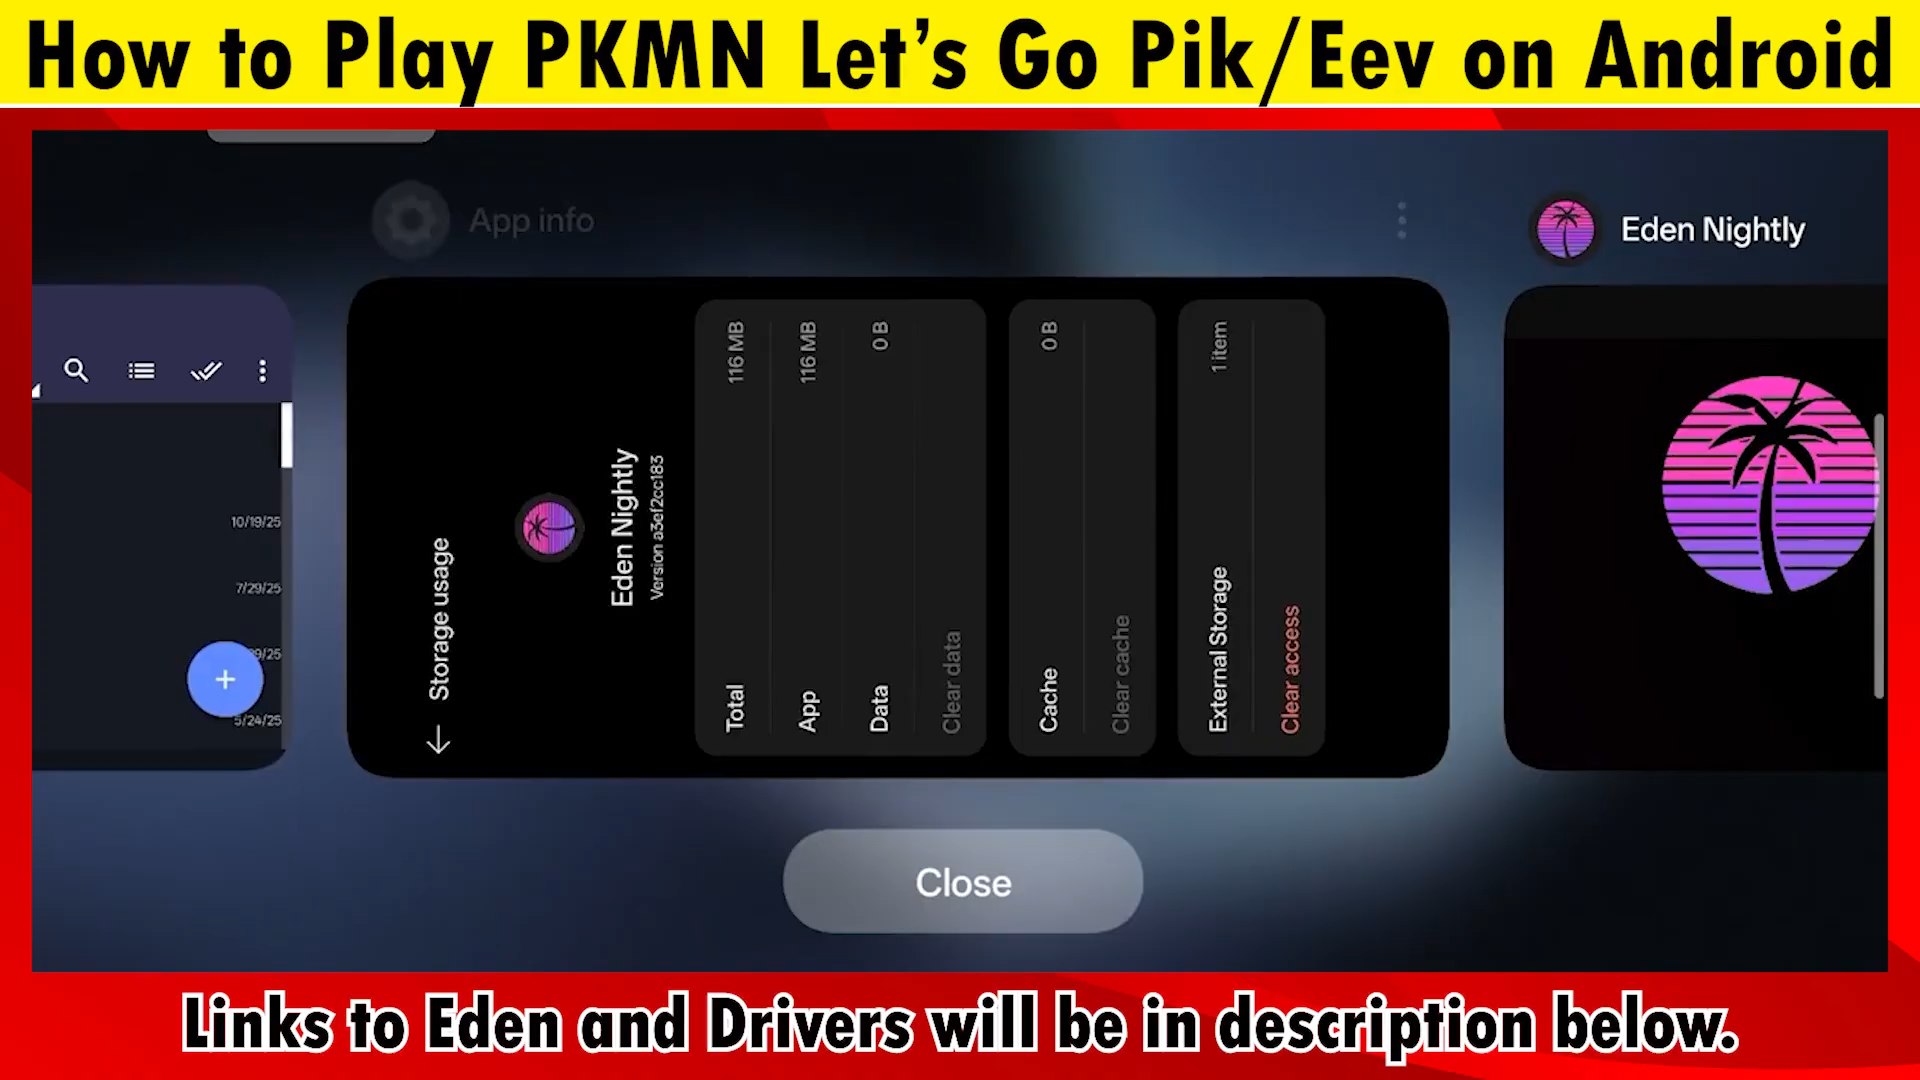 How to Play PKMN Let's Go Pik/Eev on Android
App info
Eden Nightly
10/19/25
7/29/25
9/25
5/24/25
Storage usage
Eden Nightly
Version a3ef2cc183
Total 116 MB
App 116 MB
Data 0 B
Clear data
Cache 0 B
Clear cache
External Storage 1 item
Clear access
Close
Links to Eden and Drivers will be in description below.